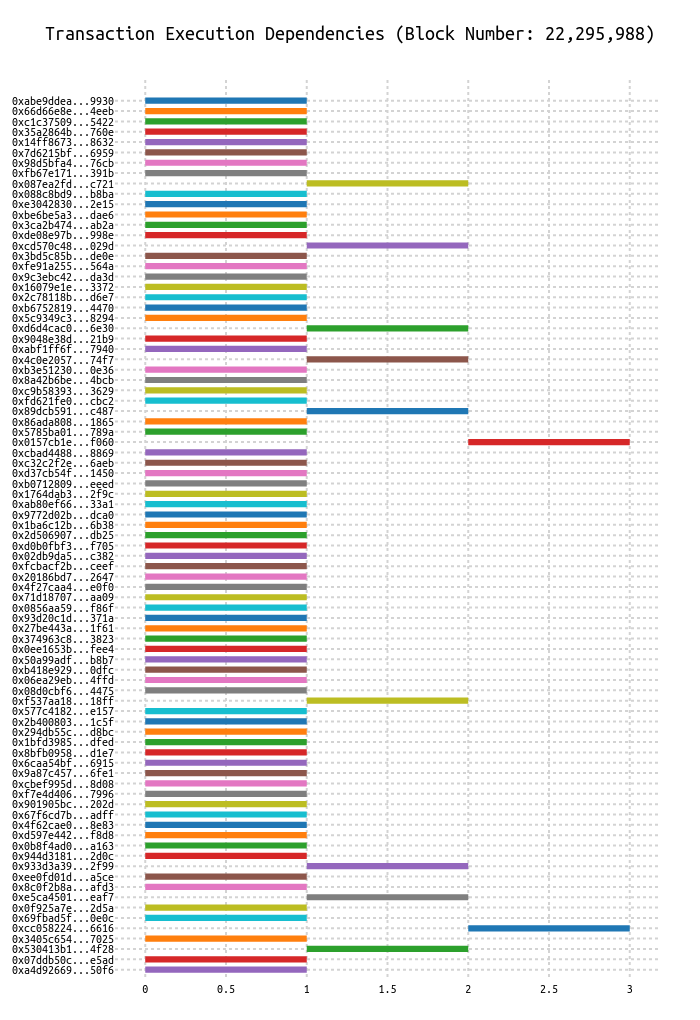 Transaction Execution Dependencies (Block Number: 22,295,988)
0xabe9ddea...9930
0x66d66e8e...4eeb
0xc1c37509...5422
0x35a2864b...760e
0x14ff8673...8632
0x7d6215bf...6959
0x98d5bfa4...76cb
0xfb67e171...391b
0x087ea2fd...c721
0x088c8bd9...b8ba
0xe3042830...2e15
0xbe6be5a3...dae6
0x3ca2b474...ab2a
0xde08e97b...998e
0xcd570c48...029d
0x3bd5c85b...de0e
0xfe91a255...564a
0x9c3ebc42...da3d
0x16079e1e...3372
0x2c78118b...d6e7
0xb6752819...4470
0x5c9349c3...8294
0xd6d4cac0...6e30
0x9048e38d...21b9
0xabf1ff6f...7940
0x4c0e2057...74f7
0xb3e51230...0e36
0x8a42b6be...4bcb
0xc9b58393...3629
0xfd621fe0...cbc2
0x89dcb591...c487
0x86ada808...1865
0x5785ba01...789a
0x0157cb1e...f060
0xcbad4488...8869
0xc32c2f2e...6aeb
0xd37cb54f...1450
0xb0712809...eeed
0x1764dab3...2f9c
0xab80ef66...33a1
0x9772d02b...dca0
0x1ba6c12b...6b38
0x2d506907...db25
0xd0b0fbf3...f705
0x02db9da5...c382
0xfcbacf2b...ceef
0x20186bd7...2647
0x4f27caa4...e0f0
0x71d18707...aa09
0x0856aa59...f86f
0x93d20c1d...371a
0x27be443a...1f61
0x374963c8...3823
0x0ee1653b...fee4
0x50a99adf...b8b7
0xb418e929...0dfc
0x06ea29eb...4ffd
0x08d0cbf6...4475
0xf537aa18...18ff
0x577c4182...e157
0x2b400803...1c5f
0x294db55c...d8bc
0x1bfd3985...dfed
0x8bfb0958...d1e7
0x6caa54bf...6915
0x9a87c457...6fe1
0xcbef995d...8d08
0xf7e4d406...7996
0x901905bc...202d
0x67f6cd7b...adff
0x4f62cae0...8e83
0xd597e442...f8d8
0x0b8f4ad0...a163
0x944d3181...2d0c
0x933d3a39...2f99
0xee0fd01d...a5ce
0x8c0f2b8a...afd3
0xe5ca4501...eaf7
0x0f925a7e...2d5a
0x69fbad5f...0e0c
0xcc058224...6616
0x3405c654...7025
0x530413b1...4f28
0x07ddb50c...e5ad
0xa4d92669...50f6
0 0.5 1 1.5 2 2.5 3